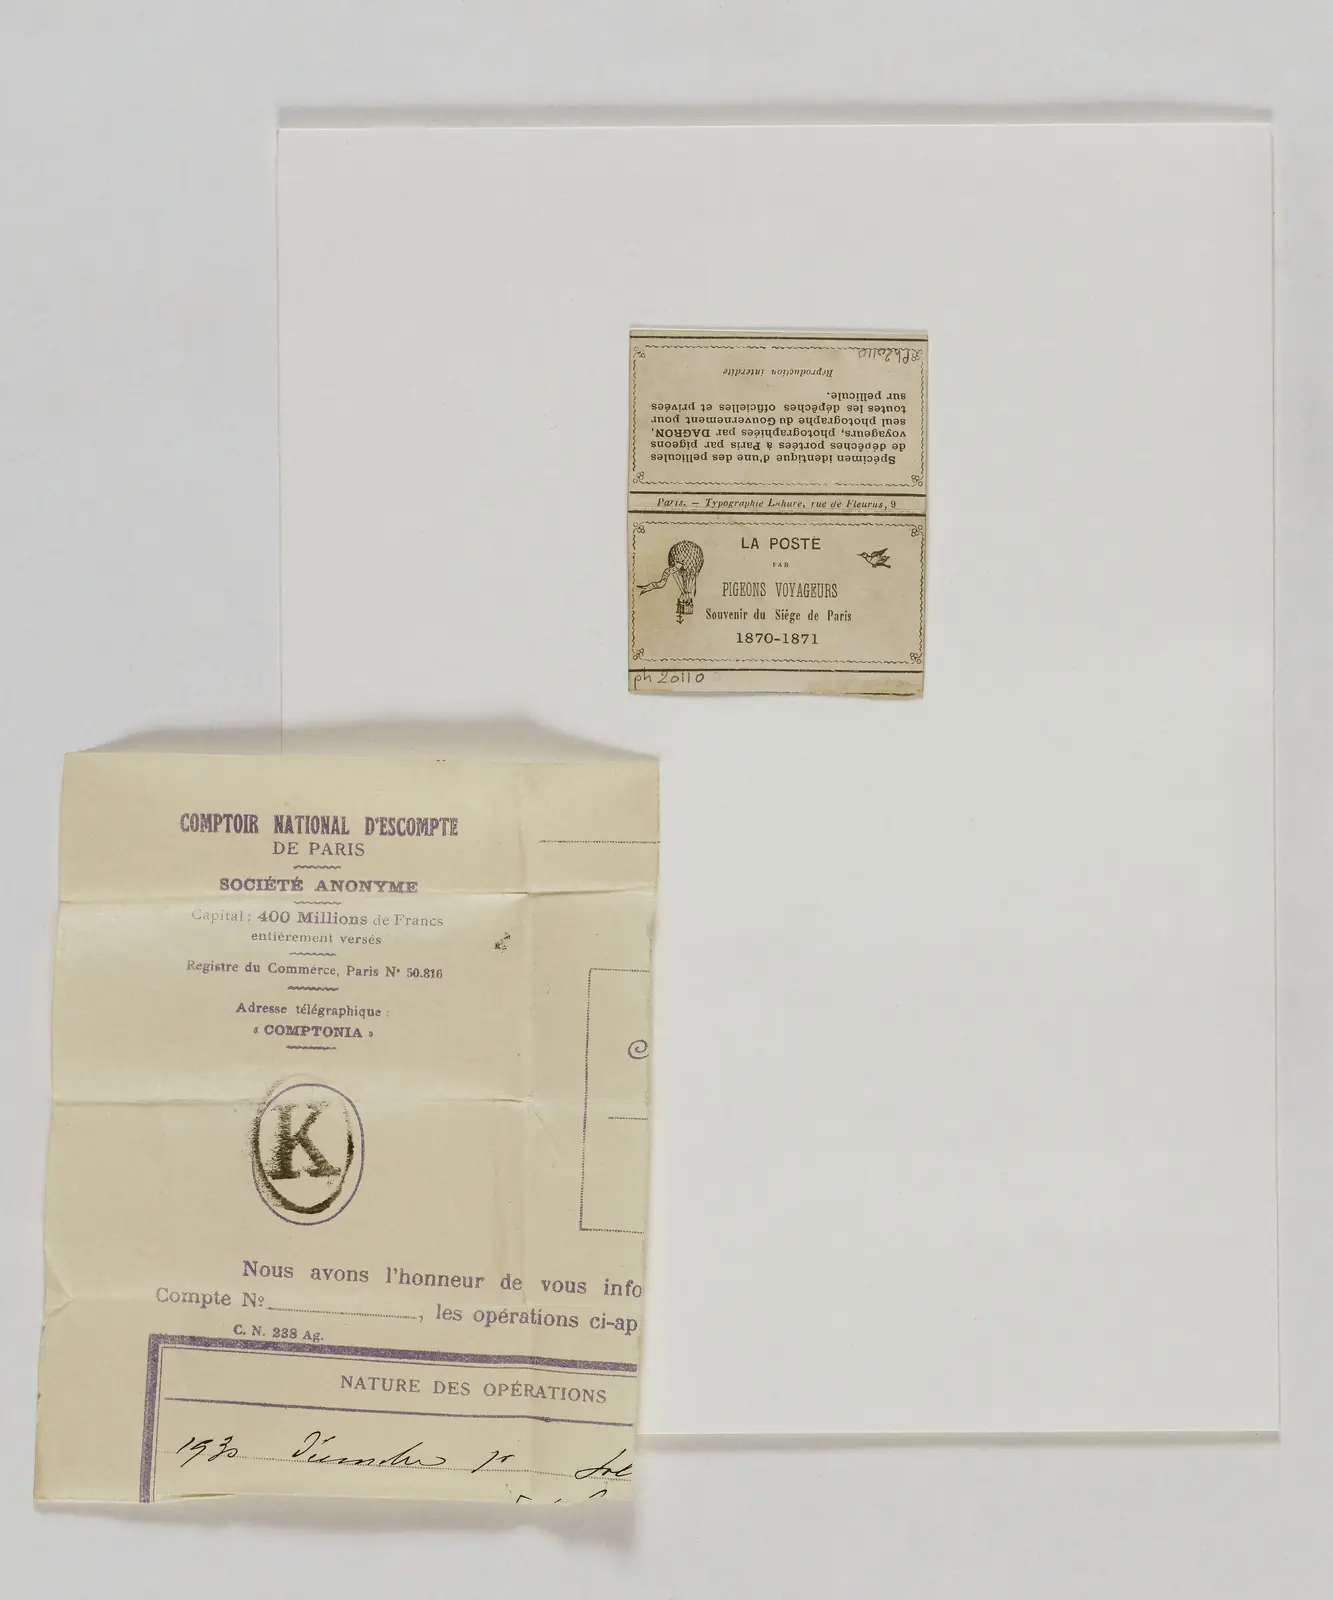 Ph20110
Reproduction interdite
Spécimen identique d'une des pellicules
de dépêches portées à Paris par pigeons
voyageurs, photographiées par DAGRON,
seul photographe du Gouvernement pour
toutes les dépêches officielles et privées
sur pellicule.
Paris. — Typographie Lahure, rue de Fleurus, 9
LA POSTE
PAR
PIGEONS VOYAGEURS
Souvenir du Siège de Paris
1870-1871
ph 20110
COMPTOIR NATIONAL D'ESCOMPTE
DE PARIS
SOCIÉTÉ ANONYME
Capital : 400 Millions de Francs
entièrement versés
Registre du Commerce, Paris N° 50.816
Adresse télégraphique :
« COMPTONIA »
K
Nous avons l'honneur de vous info
Compte N°, les opérations ci-ap
C. N. 238 Ag.
NATURE DES OPÉRATIONS
1930 Décembre